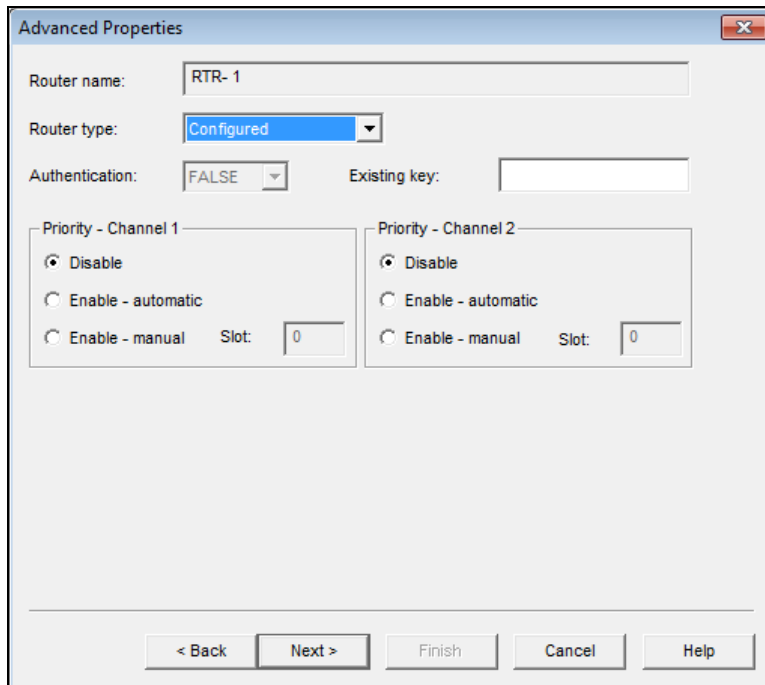 Advanced Properties
Router name: RTR- 1
Router type: Configured
Authentication: FALSE Existing key:
Priority - Channel 1
Disable
Enable - automatic
Enable - manual Slot: 0
Priority - Channel 2
Disable
Enable - automatic
Enable - manual Slot: 0
< Back Next > Finish Cancel Help